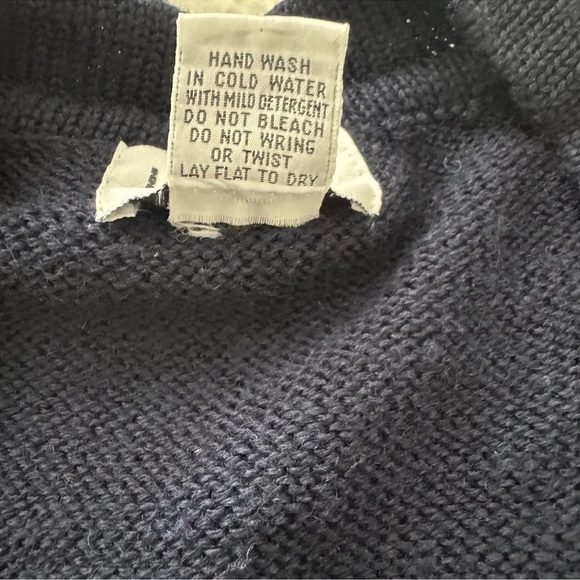 HAND WASH
IN COLD WATER
WITH MILD DETERGENT
DO NOT BLEACH
DO NOT WRING
OR TWIST
LAY FLAT TO DRY